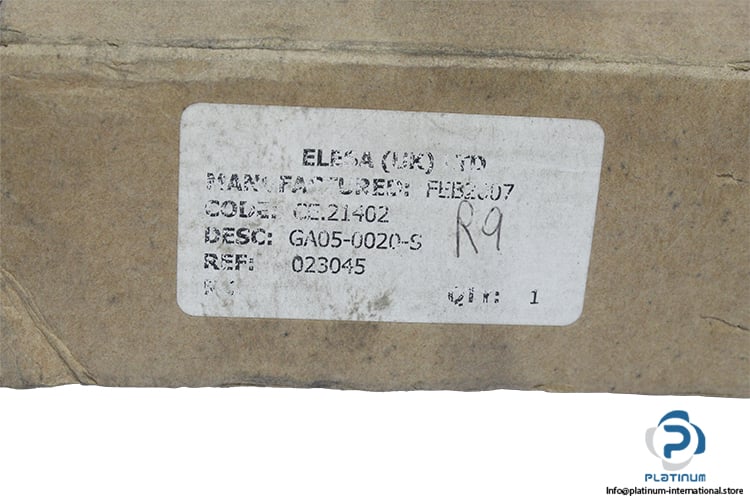 ELESA (UK) LTD
MANUFACTURED: FEB2007
CODE: CE.21402
DESC: GA05-0020-S
R9
REF: 023045
QTY: 1
PLATINUM
Info@platinum-international.store